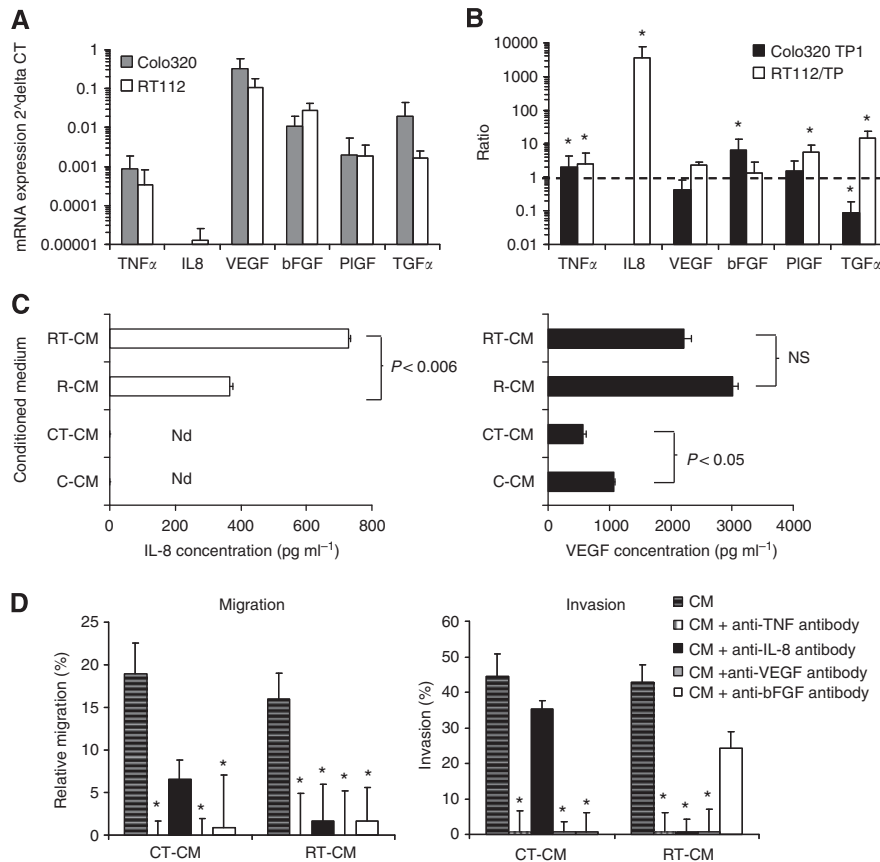 A
mRNA expression 2^delta CT
1
0.1
0.01
0.001
0.0001
0.00001
Colo320
RT112
TNFα
IL8
VEGF
bFGF
PlGF
TGFα
B
Ratio
10000
1000
100
10
1
0.1
0.01
Colo320 TP1
RT112/TP
*
*
*
*
*
*
*
TNFα
IL8
VEGF
bFGF
PlGF
TGFα
C
Conditioned medium
RT-CM
R-CM
CT-CM
C-CM
Nd
Nd
P < 0.006
0
200
400
600
800
IL-8 concentration (pg ml–1)
RT-CM
R-CM
CT-CM
C-CM
NS
P < 0.05
0
1000
2000
3000
4000
VEGF concentration (pg ml–1)
D
Migration
Relative migration (%)
25
20
15
10
5
0
*
*
*
*
*
*
*
CT-CM
RT-CM
Invasion
Invasion (%)
60
50
40
30
20
10
0
*
*
*
*
*
*
CT-CM
RT-CM
CM
CM + anti-TNF antibody
CM + anti-IL-8 antibody
CM +anti-VEGF antibody
CM + anti-bFGF antibody